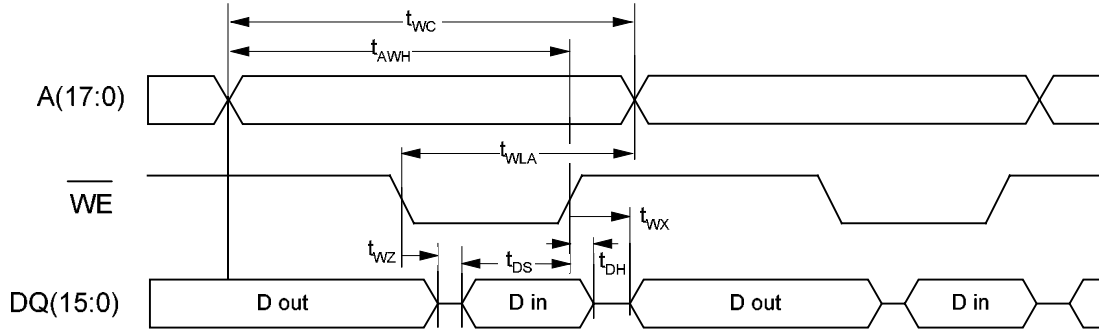 tWC
tAWH
A(17:0)
tWLA
WE
tWX
tWZ
tDS
tDH
DQ(15:0)
D out
D in
D out
D in